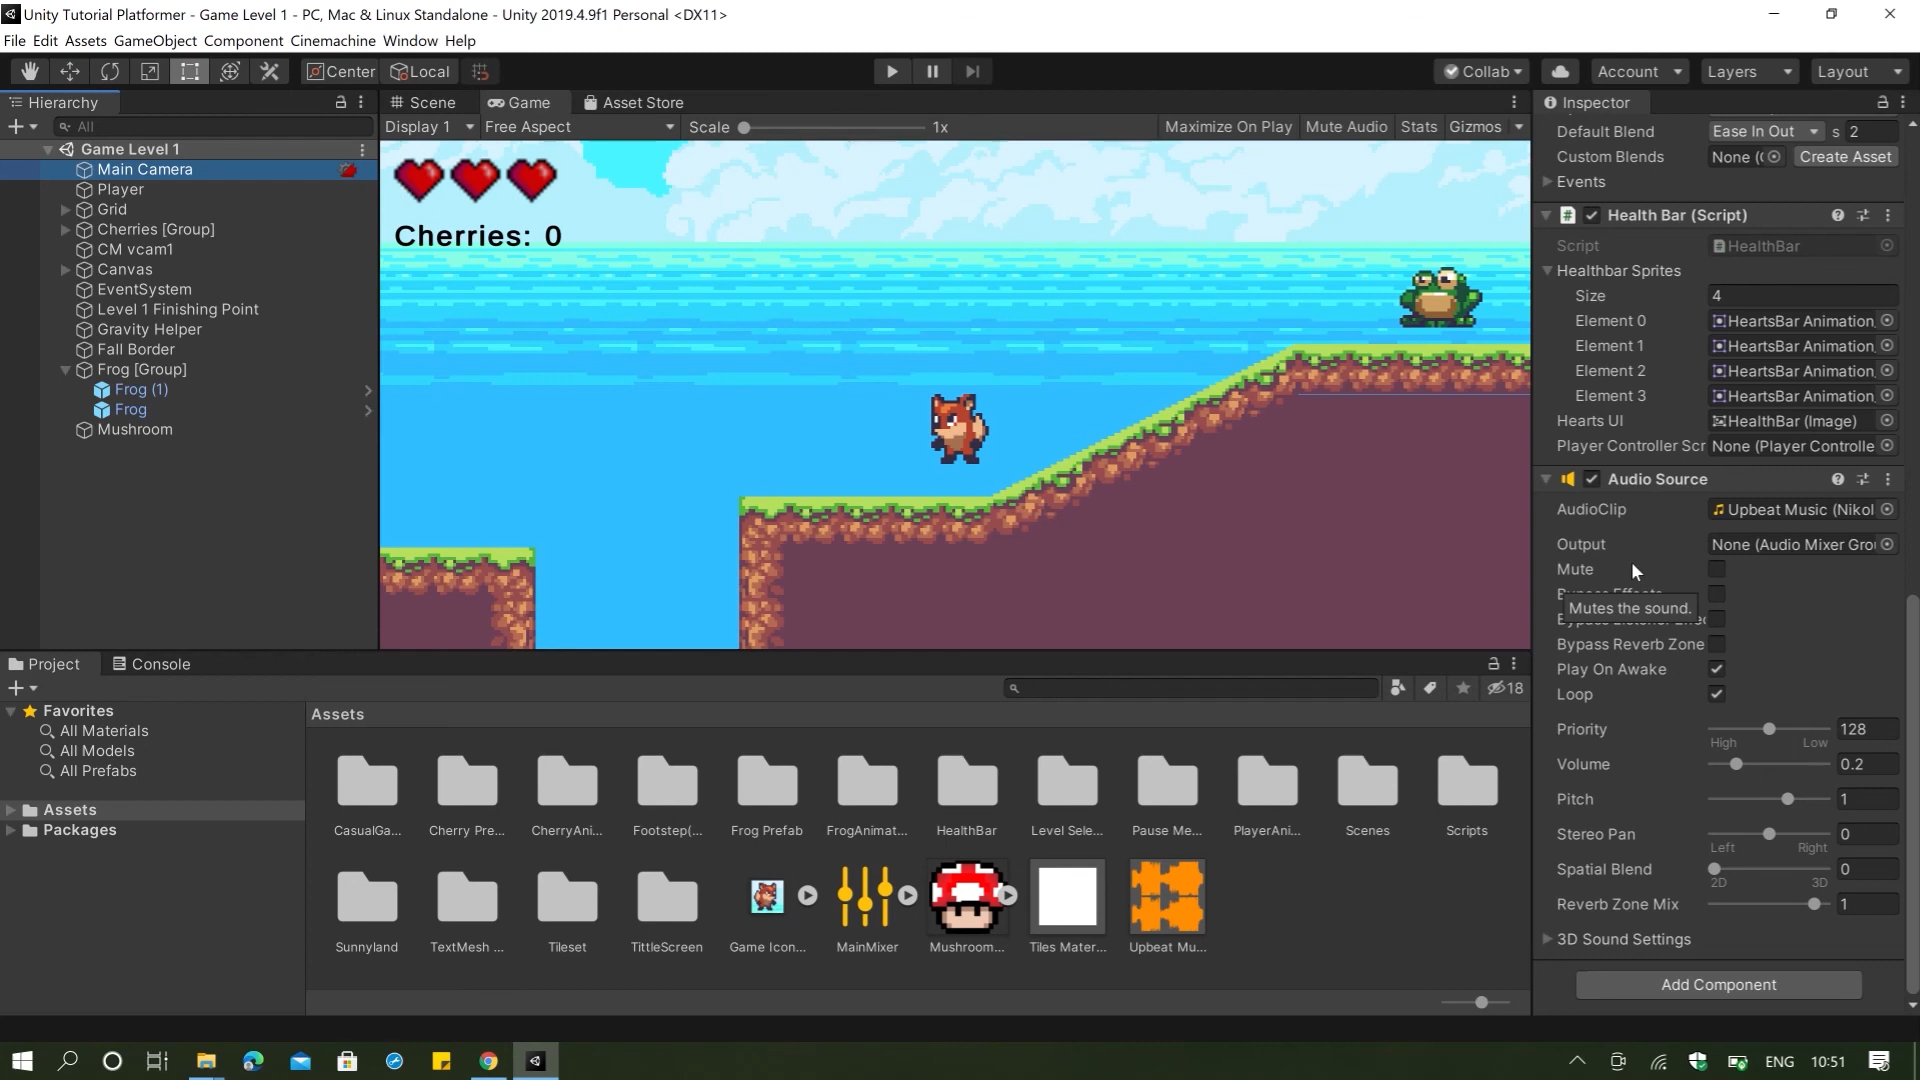 Unity Tutorial Platformer - Game Level 1 - PC, Mac & Linux Standalone - Unity 2019.4.9f1 Personal <DX11>
File Edit Assets GameObject Component Cinemachine Window Help
Center Local Collab Account Layers Layout
Hierarchy
All
Game Level 1
Main Camera
Player
Grid
Cherries [Group]
CM vcam1
Canvas
EventSystem
Level 1 Finishing Point
Gravity Helper
Fall Border
Frog [Group]
Frog (1)
Frog
Mushroom
Scene Game Asset Store
Display 1 Free Aspect Scale 1x Maximize On Play Mute Audio Stats Gizmos
Cherries: 0
Inspector
Default Blend Ease In Out s 2
Custom Blends None (( Create Asset
Events
Health Bar (Script)
Script HealthBar
Healthbar Sprites
Size 4
Element 0 HeartsBar Animation
Element 1 HeartsBar Animation
Element 2 HeartsBar Animation
Element 3 HeartsBar Animation
Hearts UI HealthBar (Image)
Player Controller Scr None (Player Controlle
Audio Source
AudioClip Upbeat Music (Nikol
Output None (Audio Mixer Gro
Mute
Mutes the sound.
Bypass Reverb Zone
Play On Awake
Loop
Priority 128
High Low
Volume 0.2
Pitch 1
Stereo Pan 0
Left Right
Spatial Blend 0
2D 3D
Reverb Zone Mix 1
3D Sound Settings
Add Component
Project Console
18
Favorites
All Materials
All Models
All Prefabs
Assets
Packages
Assets
CasualGa... Cherry Pre... CherryAni... Footstep(... Frog Prefab FrogAnimat... HealthBar Level Sele... Pause Me... PlayerAni... Scenes Scripts
Sunnyland TextMesh ... Tileset TittleScreen Game Icon... MainMixer Mushroom... Tiles Mater... Upbeat Mu...
ENG 10:51